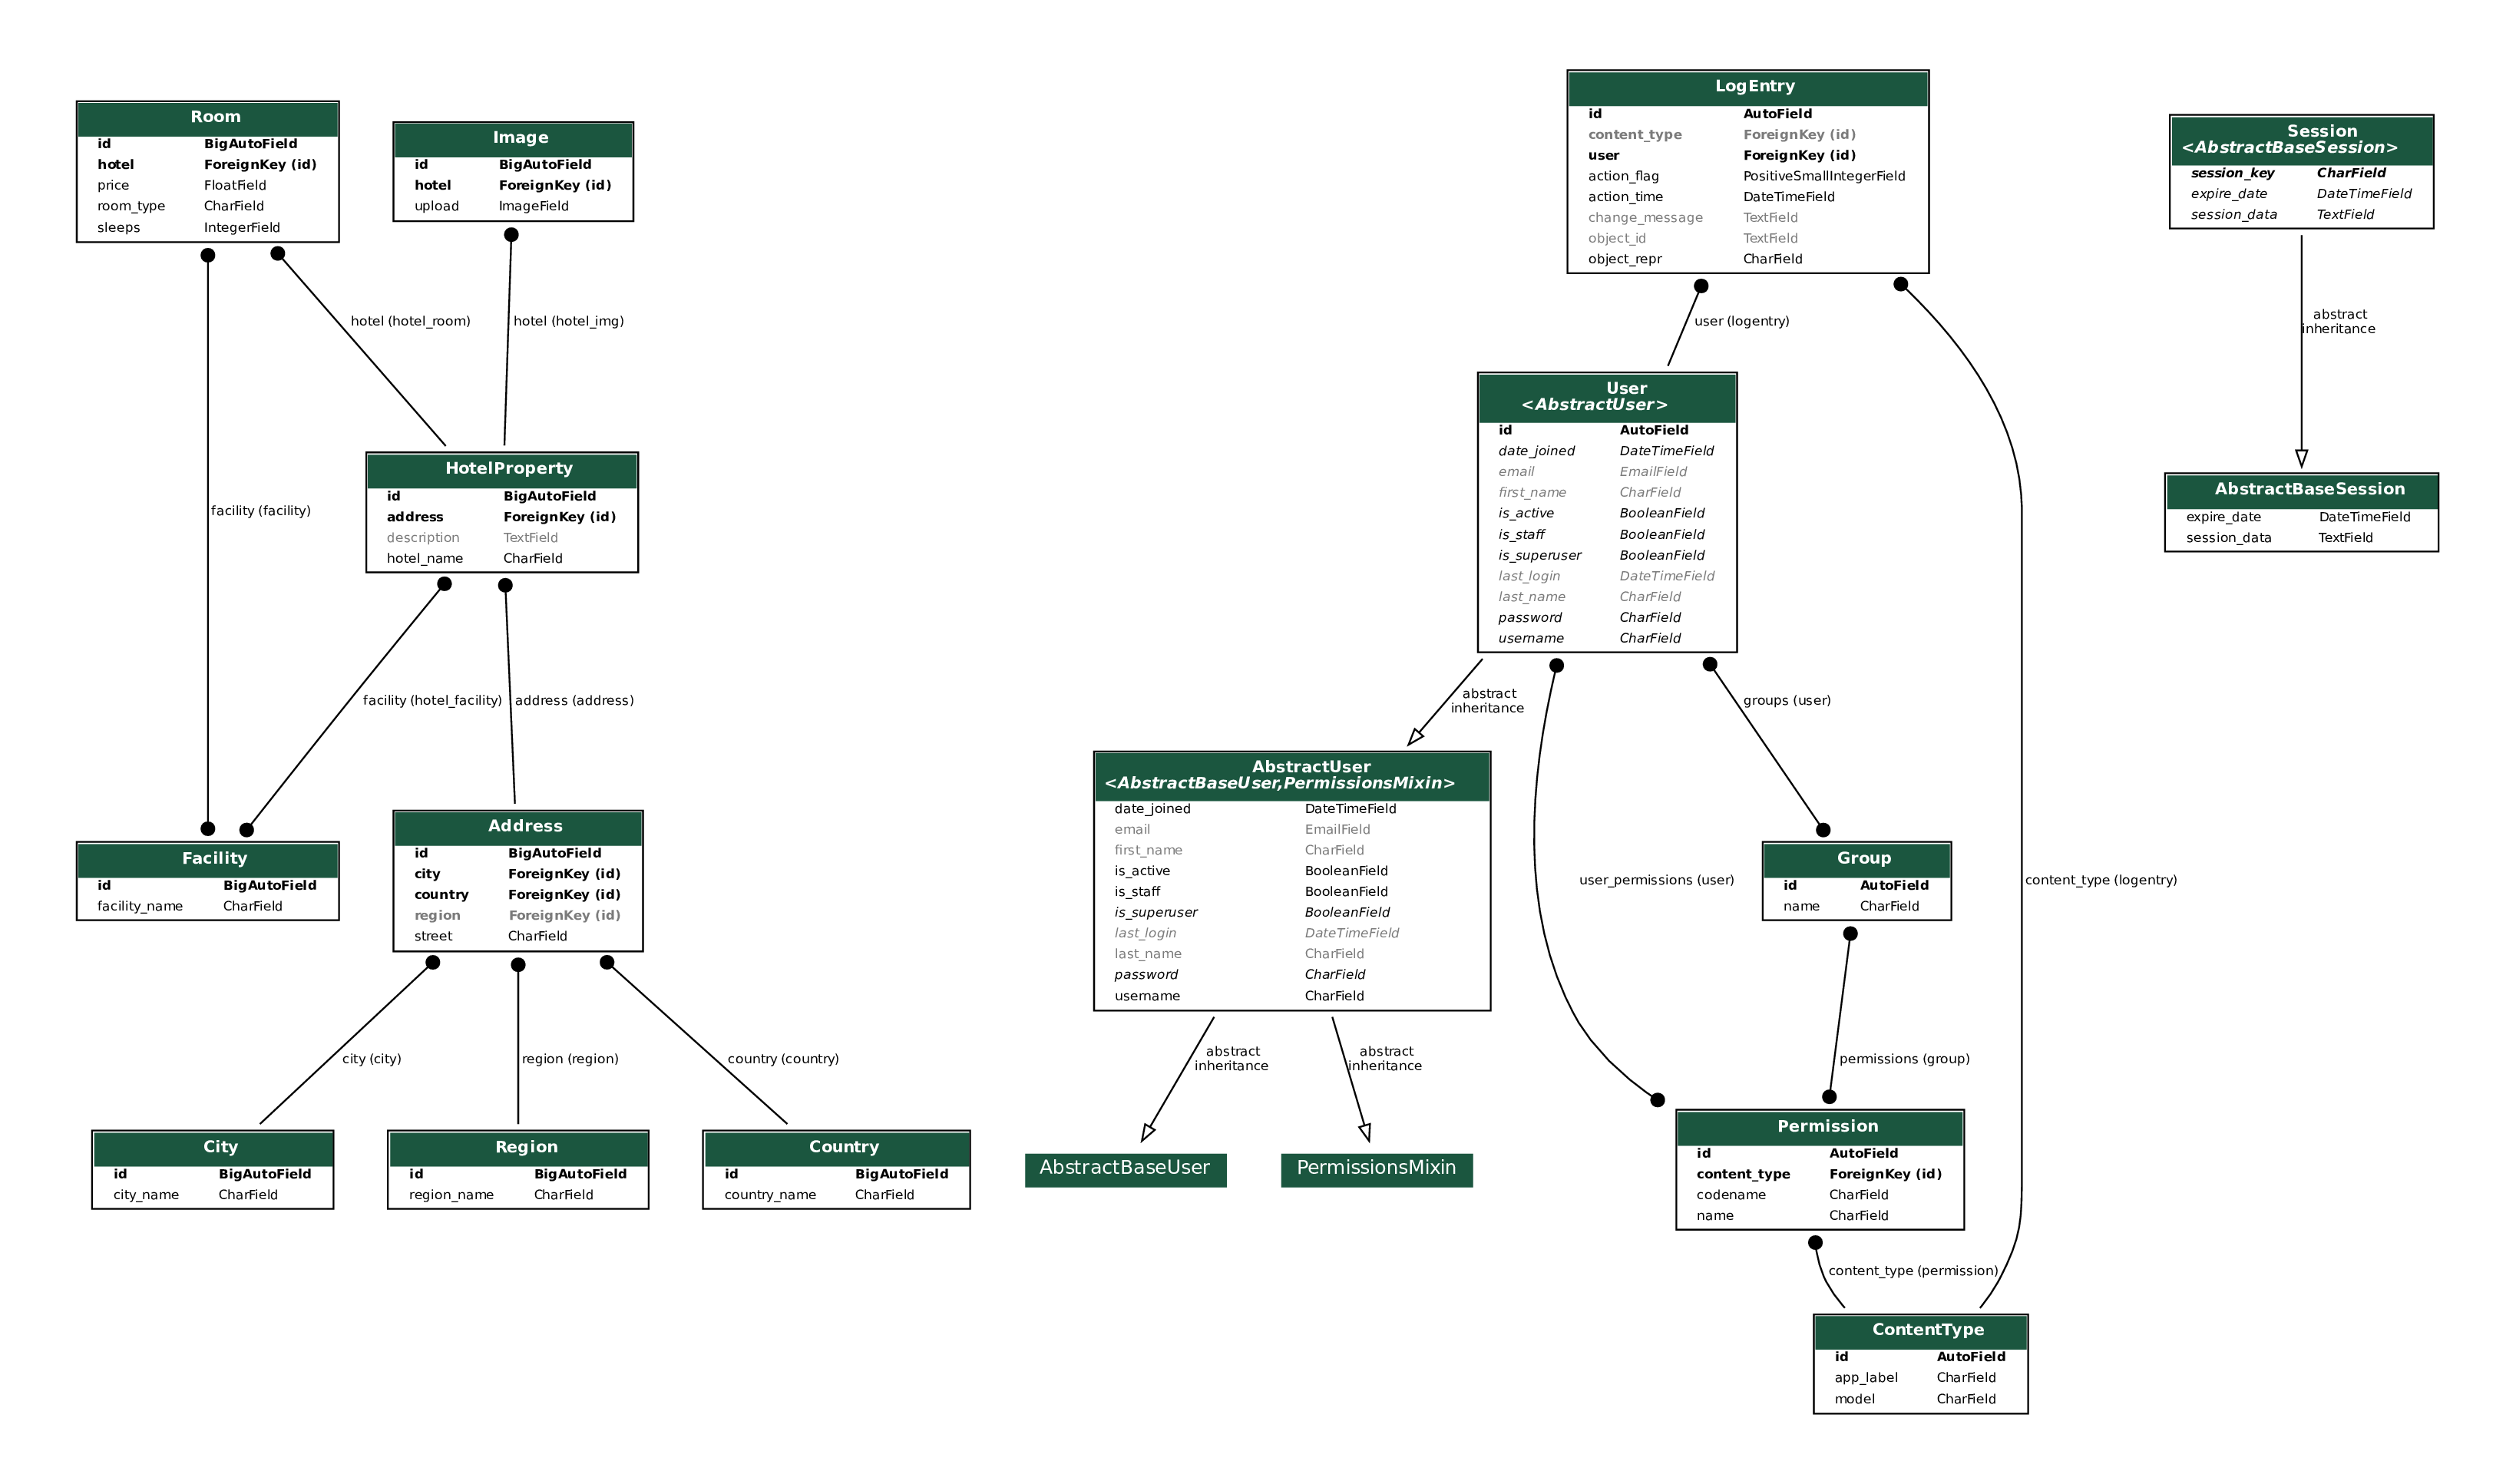 Room
id BigAutoField
hotel ForeignKey (id)
price FloatField
room_type CharField
sleeps IntegerField
Image
id BigAutoField
hotel ForeignKey (id)
upload ImageField
hotel (hotel_room)
hotel (hotel_img)
HotelProperty
id BigAutoField
address ForeignKey (id)
description TextField
hotel_name CharField
facility (facility)
facility (hotel_facility)
address (address)
Facility
id BigAutoField
facility_name CharField
Address
id BigAutoField
city ForeignKey (id)
country ForeignKey (id)
region ForeignKey (id)
street CharField
city (city)
region (region)
country (country)
City
id BigAutoField
city_name CharField
Region
id BigAutoField
region_name CharField
Country
id BigAutoField
country_name CharField
LogEntry
id AutoField
content_type ForeignKey (id)
user ForeignKey (id)
action_flag PositiveSmallIntegerField
action_time DateTimeField
change_message TextField
object_id TextField
object_repr CharField
user (logentry)
User
<AbstractUser>
id AutoField
date_joined DateTimeField
email EmailField
first_name CharField
is_active BooleanField
is_staff BooleanField
is_superuser BooleanField
last_login DateTimeField
last_name CharField
password CharField
username CharField
abstract
inheritance
groups (user)
AbstractUser
<AbstractBaseUser,PermissionsMixin>
date_joined DateTimeField
email EmailField
first_name CharField
is_active BooleanField
is_staff BooleanField
is_superuser BooleanField
last_login DateTimeField
last_name CharField
password CharField
username CharField
user_permissions (user)
Group
id AutoField
name CharField
content_type (logentry)
abstract
inheritance
abstract
inheritance
permissions (group)
AbstractBaseUser
PermissionsMixin
Permission
id AutoField
content_type ForeignKey (id)
codename CharField
name CharField
content_type (permission)
ContentType
id AutoField
app_label CharField
model CharField
Session
<AbstractBaseSession>
session_key CharField
expire_date DateTimeField
session_data TextField
abstract
inheritance
AbstractBaseSession
expire_date DateTimeField
session_data TextField